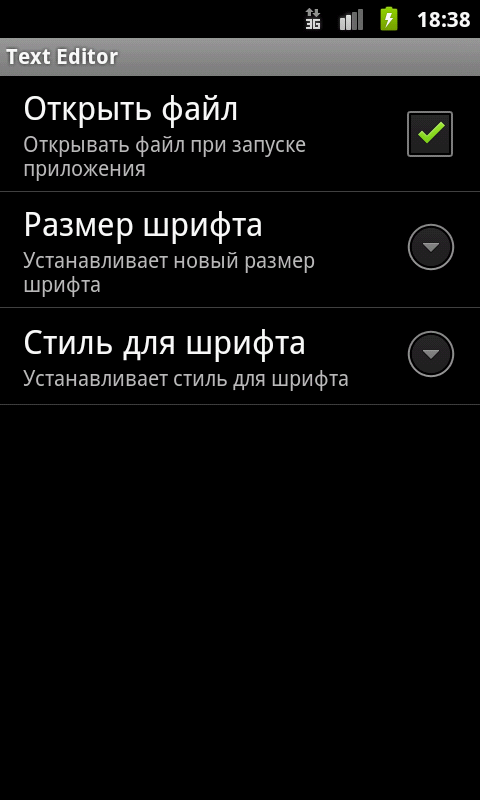 3G 18:38
Text Editor
Открыть файл
Открывать файл при запуске
приложения
Размер шрифта
Устанавливает новый размер
шрифта
Стиль для шрифта
Устанавливает стиль для шрифта